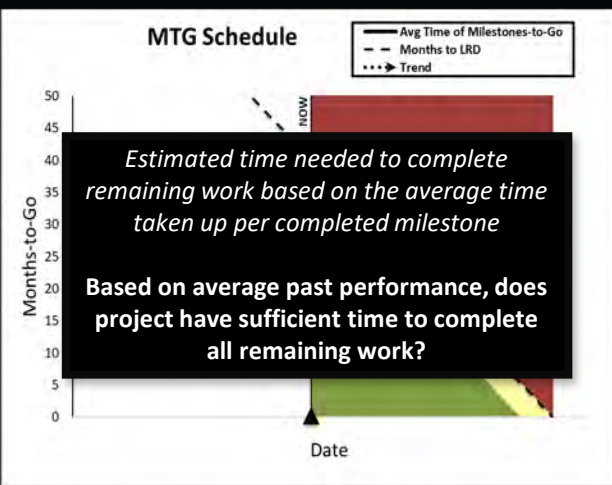 MTG Schedule
Avg Time of Milestones-to-Go
Months to LRD
Trend
50
45
40
35
30
25
20
15
10
5
0
Months-to-Go
NOW
Estimated time needed to complete
remaining work based on the average time
taken up per completed milestone
Based on average past performance, does
project have sufficient time to complete
all remaining work?
Date